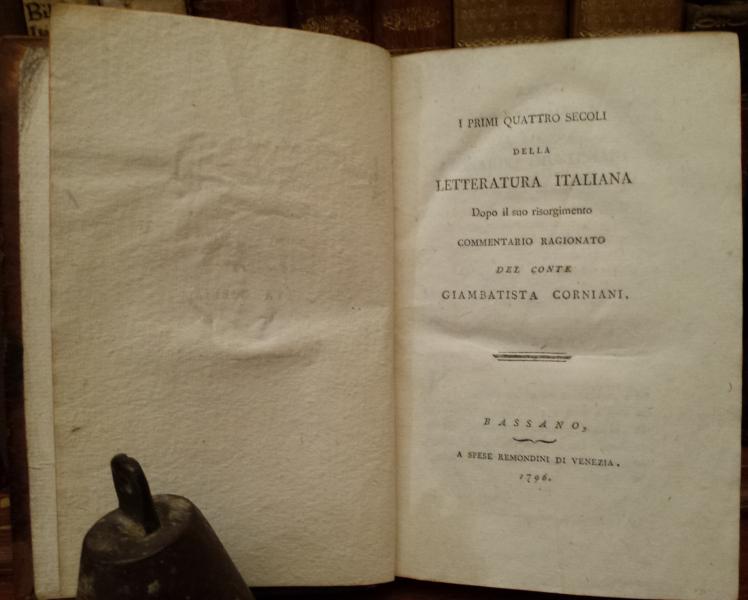 I PRIMI QUATTRO SECOLI
DELLA
LETTERATURA ITALIANA
Dopo il suo risorgimento
COMMENTARIO RAGIONATO
DEL CONTE
GIAMBATISTA CORNIANI.
BASSANO,
A SPESE REMONDINI DI VENEZIA.
1796.